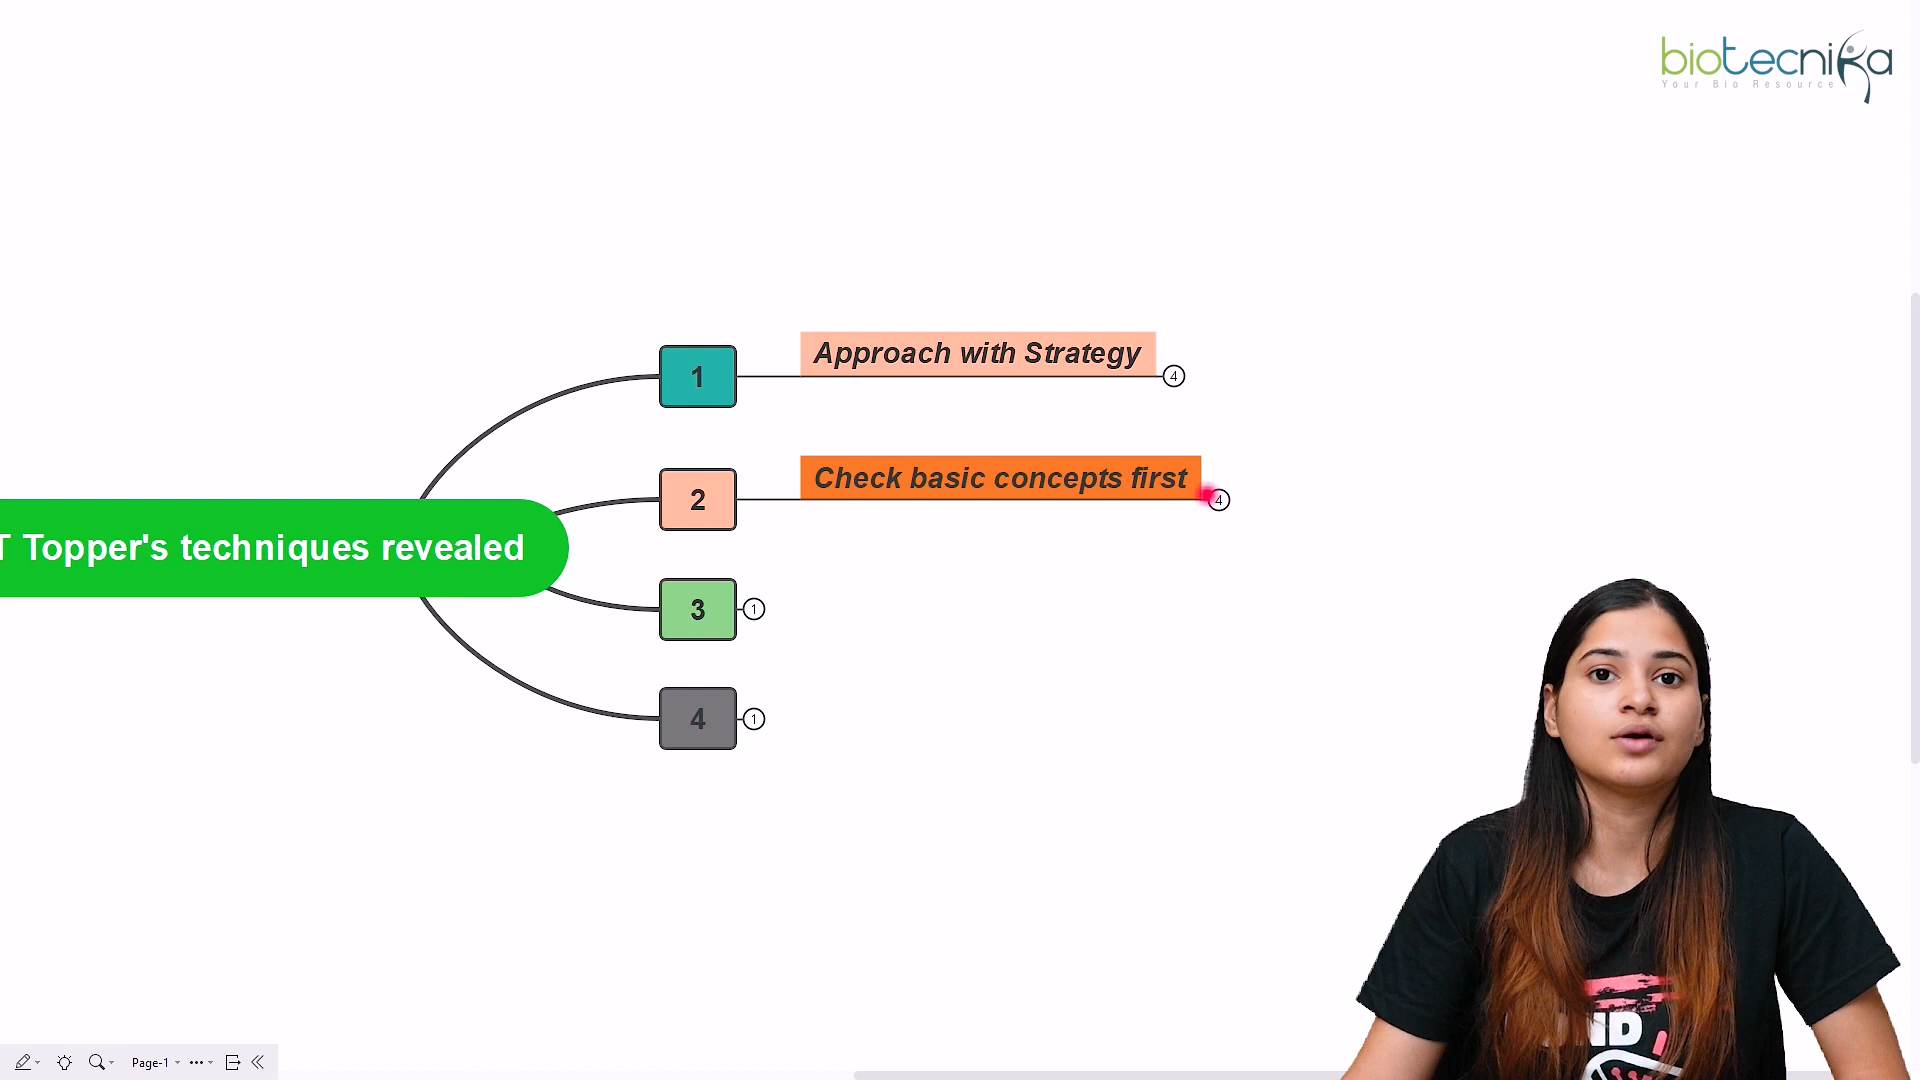 biotecnika
Your Bio Resource
1
Approach with Strategy
4
2
Check basic concepts first
4
T Topper's techniques revealed
3
1
4
1
ND
Page-1